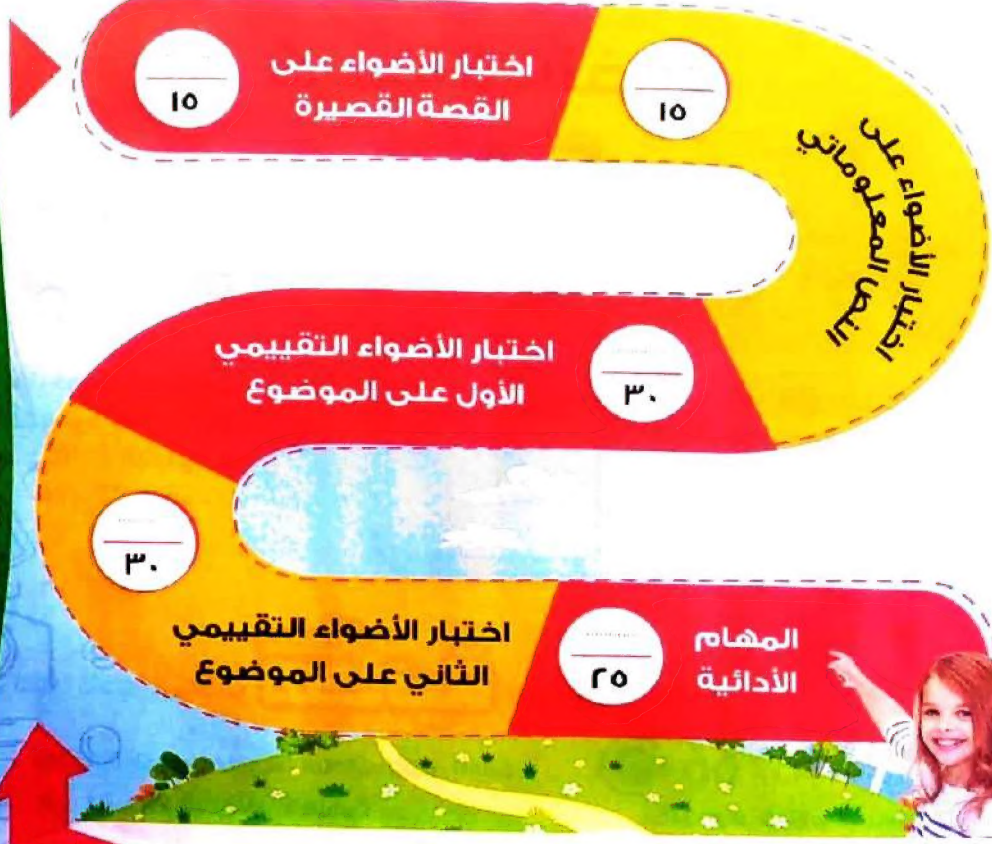 اختبار الأضواء على
القصة القصيرة
١٥
اختبار الأضواء على
النص المعلوماتي
١٥
اختبار الأضواء التقييمي
الأول على الموضوع
٣٠
اختبار الأضواء التقييمي
الثاني على الموضوع
٣٠
المهام
الأدائية
٢٥